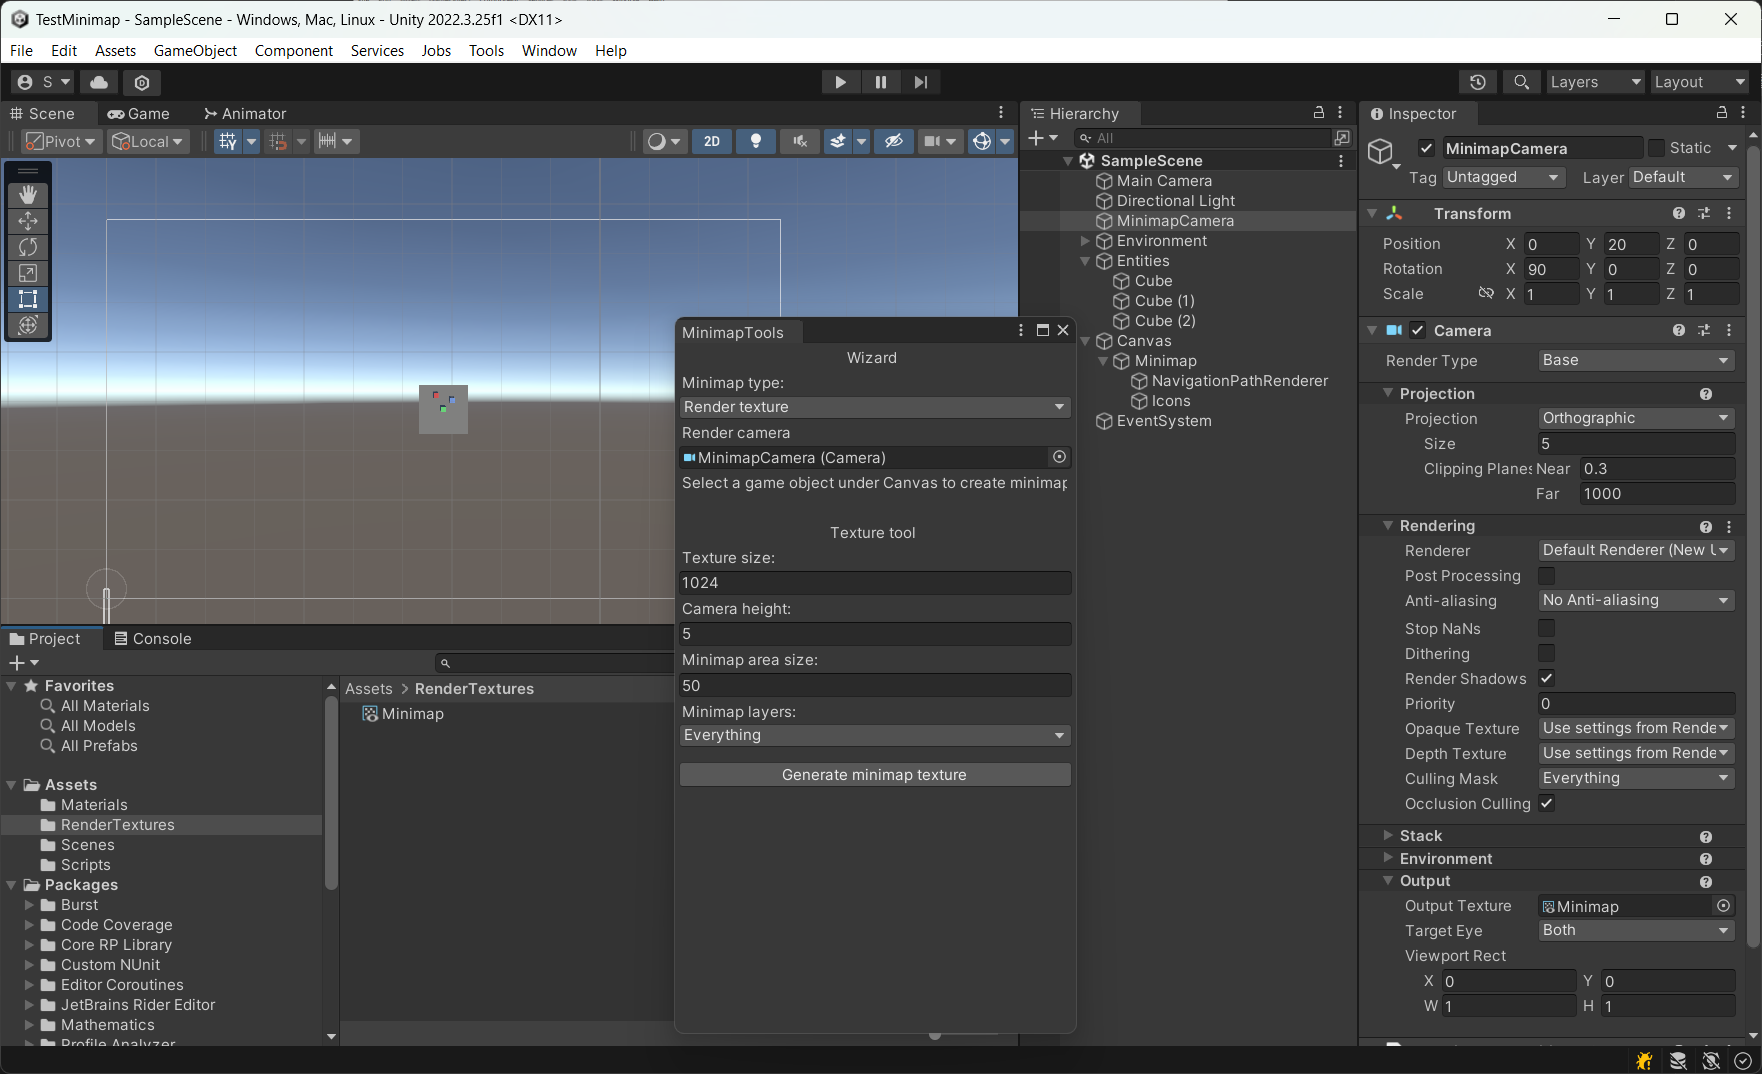 TestMinimap - SampleScene - Windows, Mac, Linux - Unity 2022.3.25f1 <DX11>
File Edit Assets GameObject Component Services Jobs Tools Window Help
S
Layers
Layout
Scene
Game
Animator
Pivot
Local
2D
Hierarchy
All
SampleScene
Main Camera
Directional Light
MinimapCamera
Environment
Entities
Cube
Cube (1)
Cube (2)
Canvas
Minimap
NavigationPathRenderer
Icons
EventSystem
MinimapTools
Wizard
Minimap type:
Render texture
Render camera
MinimapCamera (Camera)
Select a game object under Canvas to create minimap
Texture tool
Texture size:
1024
Camera height:
5
Minimap area size:
50
Minimap layers:
Everything
Generate minimap texture
Project
Console
Favorites
All Materials
All Models
All Prefabs
Assets
Materials
RenderTextures
Scenes
Scripts
Packages
Burst
Code Coverage
Core RP Library
Custom NUnit
Editor Coroutines
JetBrains Rider Editor
Mathematics
Profile Analyzer
Assets > RenderTextures
Minimap
Inspector
MinimapCamera
Static
Tag Untagged Layer Default
Transform
Position X 0 Y 20 Z 0
Rotation X 90 Y 0 Z 0
Scale X 1 Y 1 Z 1
Camera
Render Type Base
Projection
Projection Orthographic
Size 5
Clipping Planes Near 0.3
Far 1000
Rendering
Renderer Default Renderer (New U
Post Processing
Anti-aliasing No Anti-aliasing
Stop NaNs
Dithering
Render Shadows
Priority 0
Opaque Texture Use settings from Rende
Depth Texture Use settings from Rende
Culling Mask Everything
Occlusion Culling
Stack
Environment
Output
Output Texture Minimap
Target Eye Both
Viewport Rect
X 0 Y 0
W 1 H 1